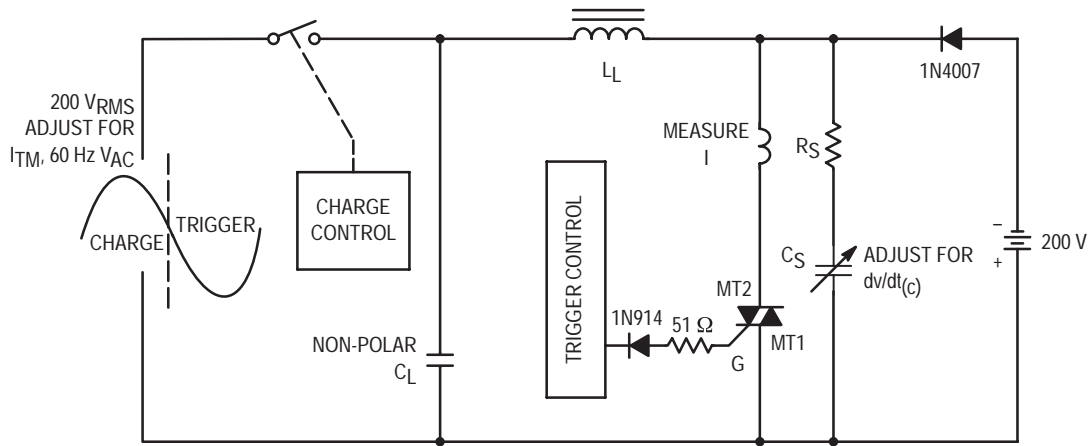 L_L
1N4007
200 V_RMS
ADJUST FOR
I_TM, 60 Hz V_AC
MEASURE
I
R_S
TRIGGER
CHARGE
CHARGE
CONTROL
TRIGGER CONTROL
–
+
200 V
C_S
ADJUST FOR
dv/dt_(c)
MT2
1N914
51 Ω
MT1
G
NON-POLAR
C_L